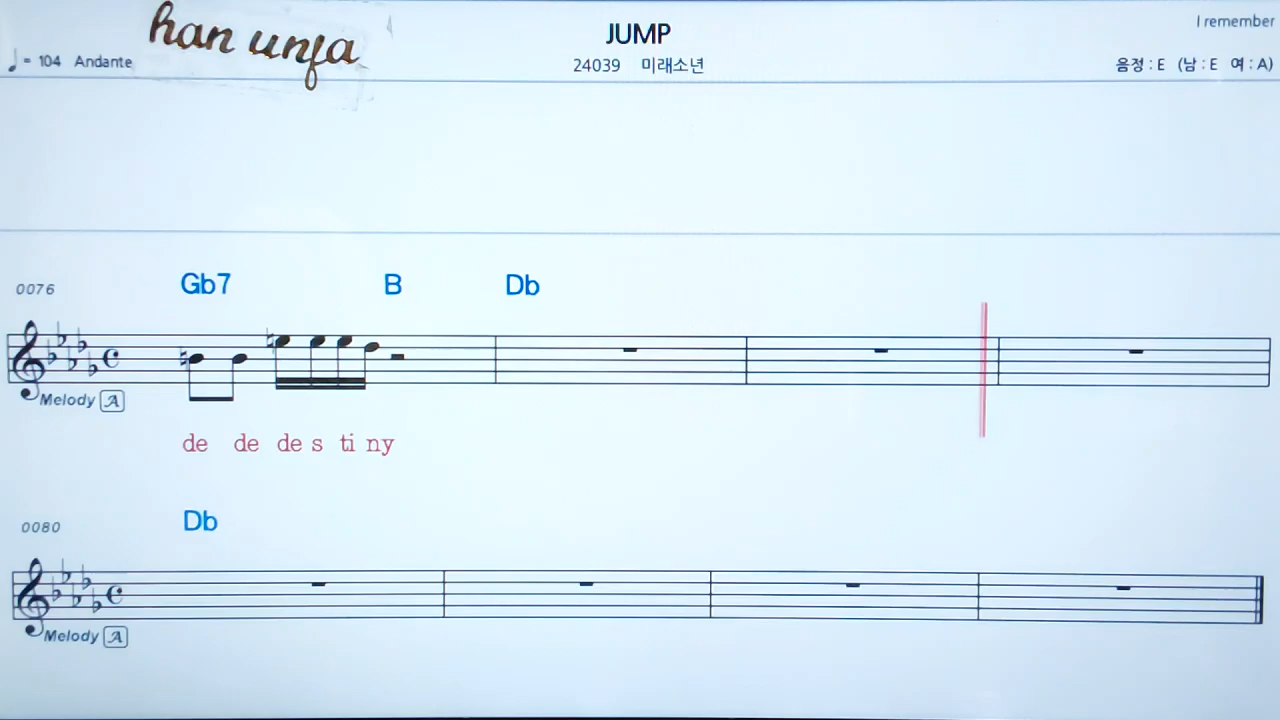 han unfa
JUMP
I remember
♩= 104 Andante
24039 미래소년
음정 : E (남 : E 여 : A)
0076
Gb7 B Db
Melody A
de de de s ti ny
0080
Db
Melody A